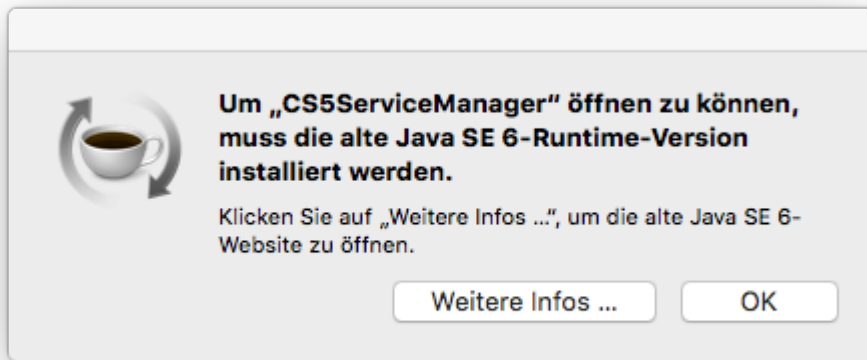 Um „CS5ServiceManager“ öffnen zu können,
muss die alte Java SE 6-Runtime-Version
installiert werden.
Klicken Sie auf „Weitere Infos ...“, um die alte Java SE 6-
Website zu öffnen.
Weitere Infos ...
OK